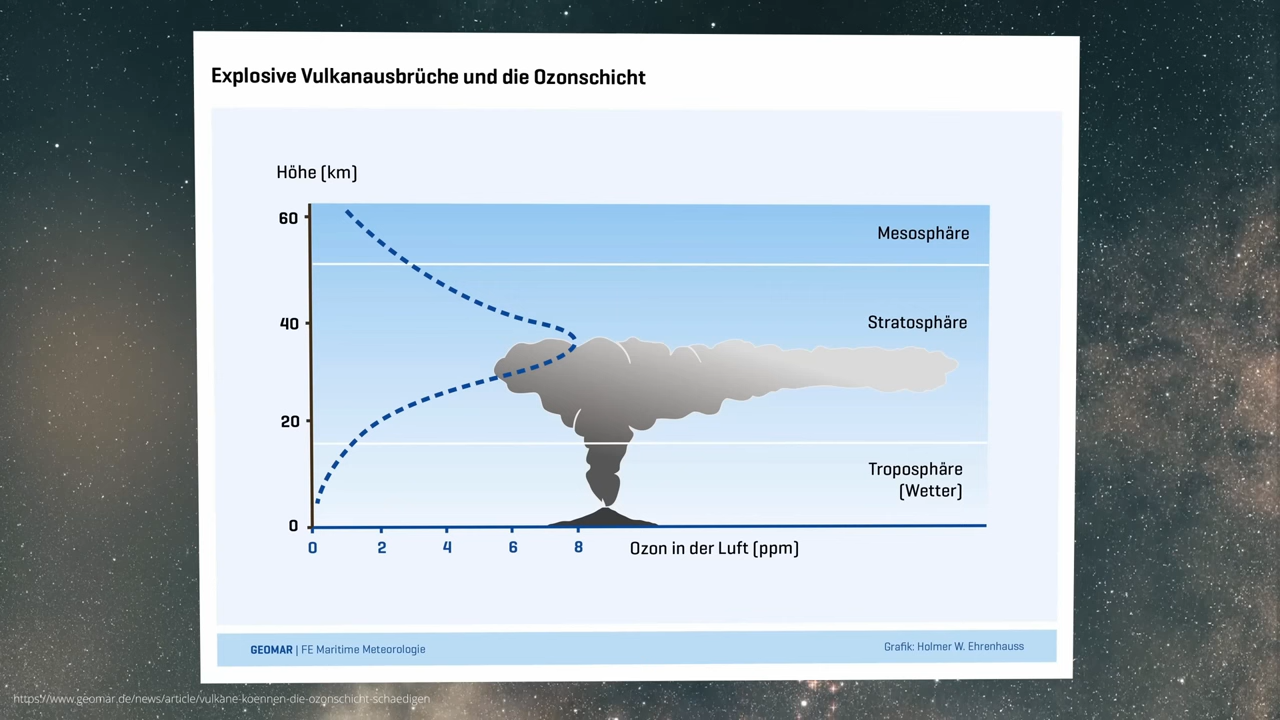 Explosive Vulkanausbrüche und die Ozonschicht
Höhe (km)
60
Mesosphäre
40
Stratosphäre
20
Troposphäre
(Wetter)
0
0 2 4 6 8 Ozon in der Luft (ppm)
GEOMAR | FE Maritime Meteorologie
Grafik: Holmer W. Ehrenhauss
https://www.geomar.de/news/article/vulkane-koennen-die-ozonschicht-schaedigen